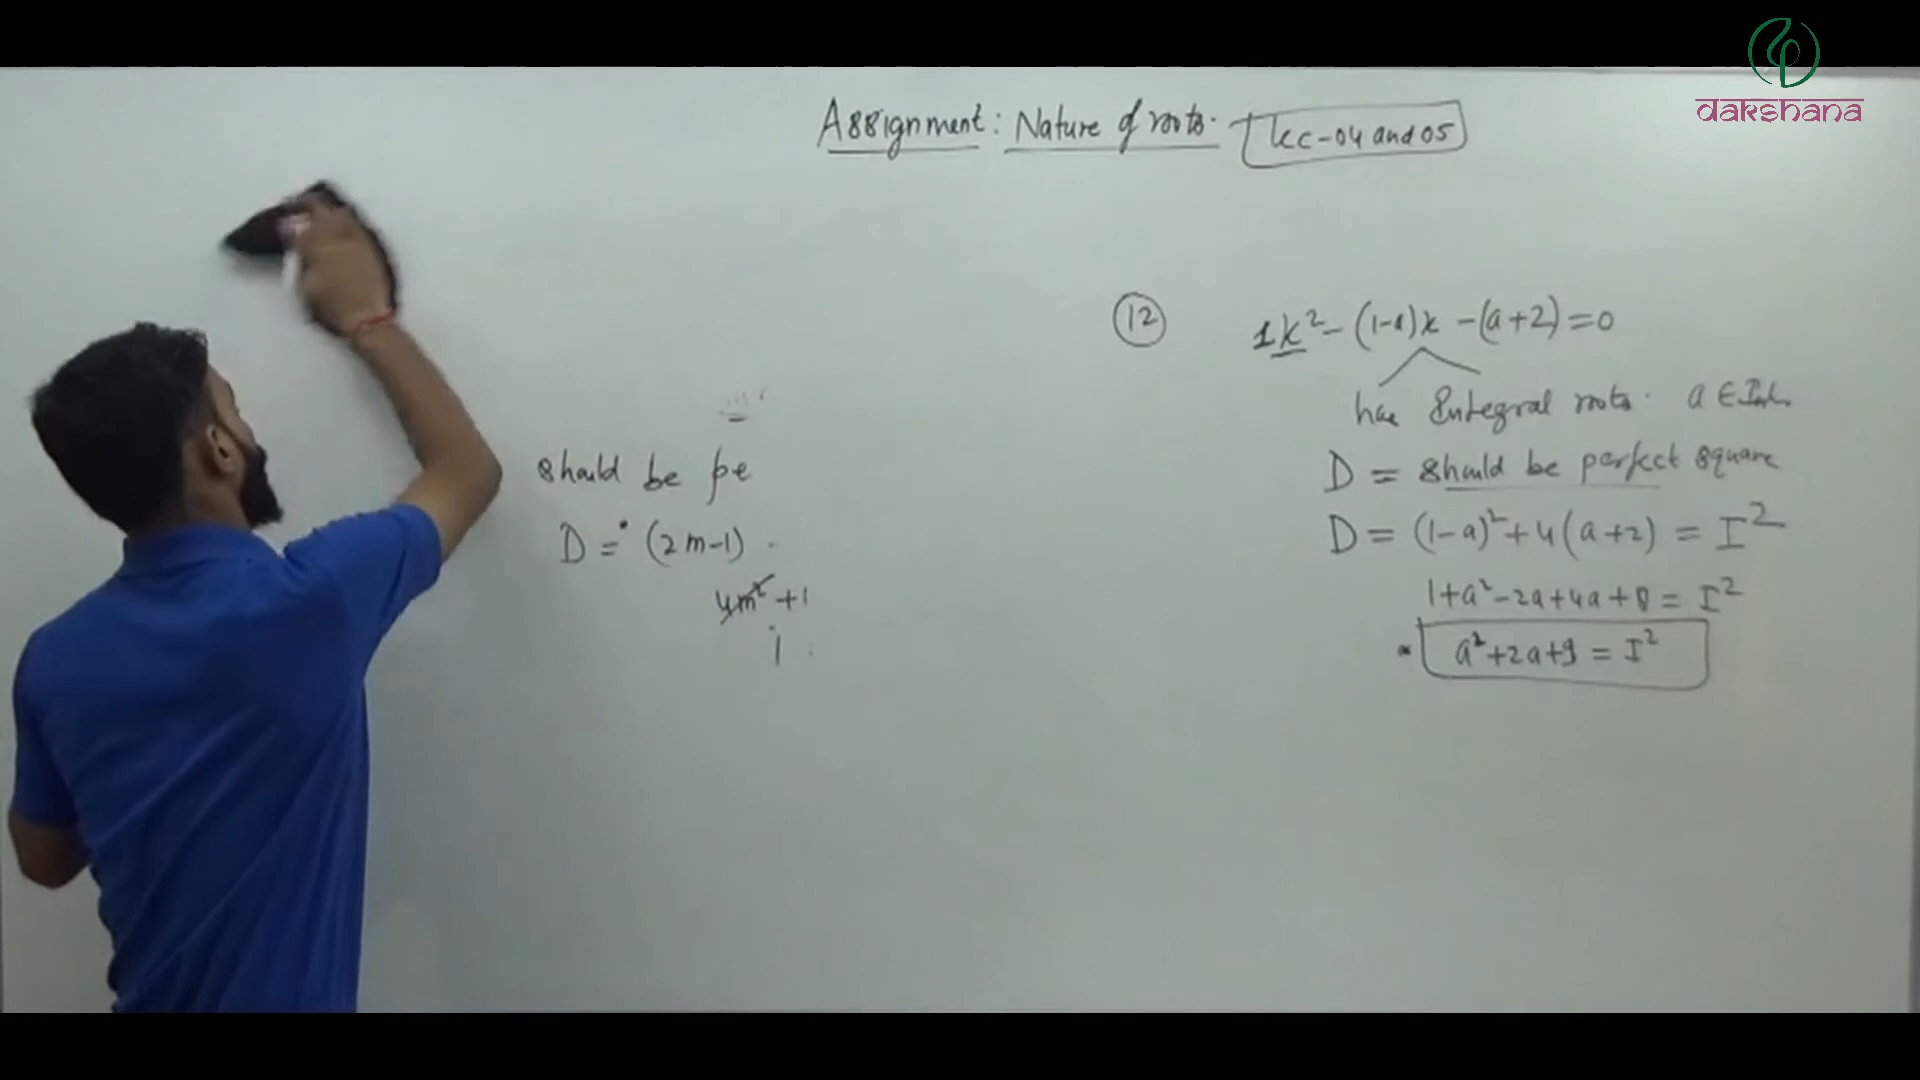 dakshana
Assignment: Nature of roots. KC-04 and 05
should be pe
D = (2m-1)
4m² + 1
1
12 1x² - (1-a)x - (a+2) = 0
has Integral roots. a ∈
D = should be perfect square
D = (1-a)² + 4(a+2) = I²
1+a²-2a+4a+8 = I²
a²+2a+9 = I²